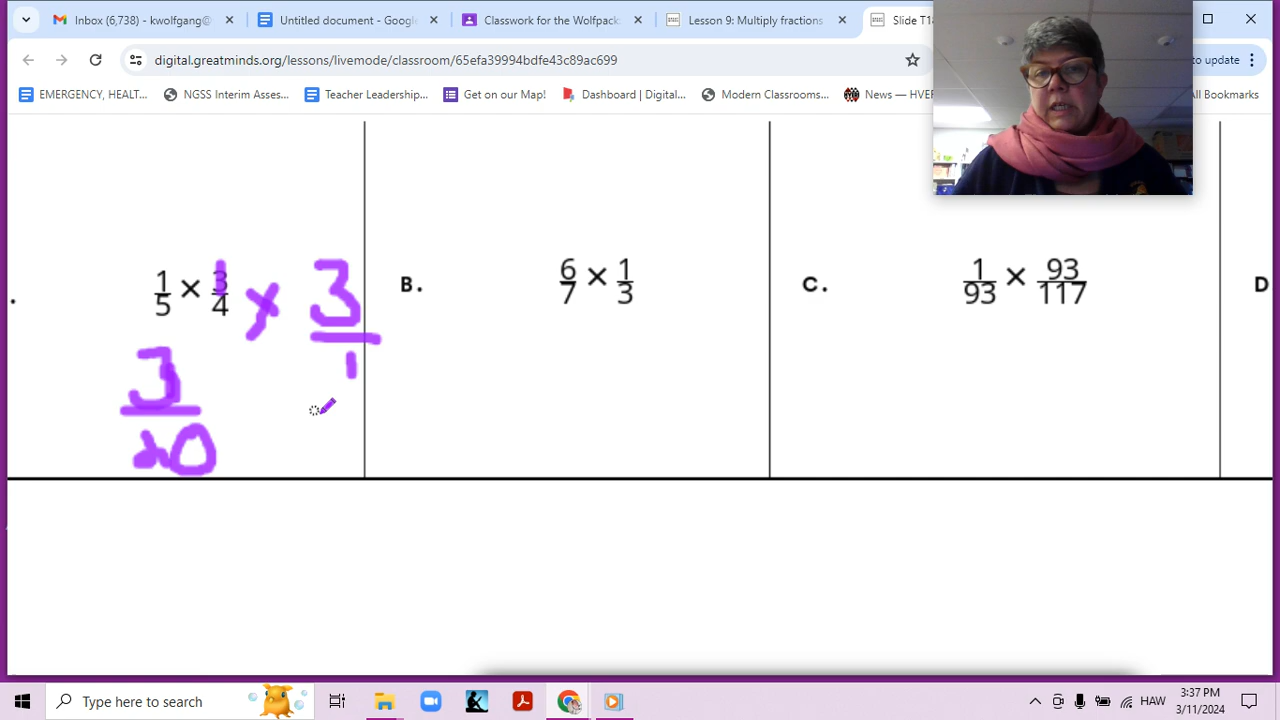 Inbox (6,738) - kwolfgang@
Untitled document - Google
Classwork for the Wolfpack
Lesson 9: Multiply fractions
Slide T1
digital.greatminds.org/lessons/livemode/classroom/65efa39994bdfe43c89ac699
to update
EMERGENCY, HEALT...
NGSS Interim Asses...
Teacher Leadership...
Get on our Map!
Dashboard | Digital...
Modern Classrooms...
News — HVER
All Bookmarks
. 1/5 × 3/4 1 × 3/1
3/20
B. 6/7 × 1/3
C. 1/93 × 93/117
D
Type here to search
HAW
3:37 PM
3/11/2024